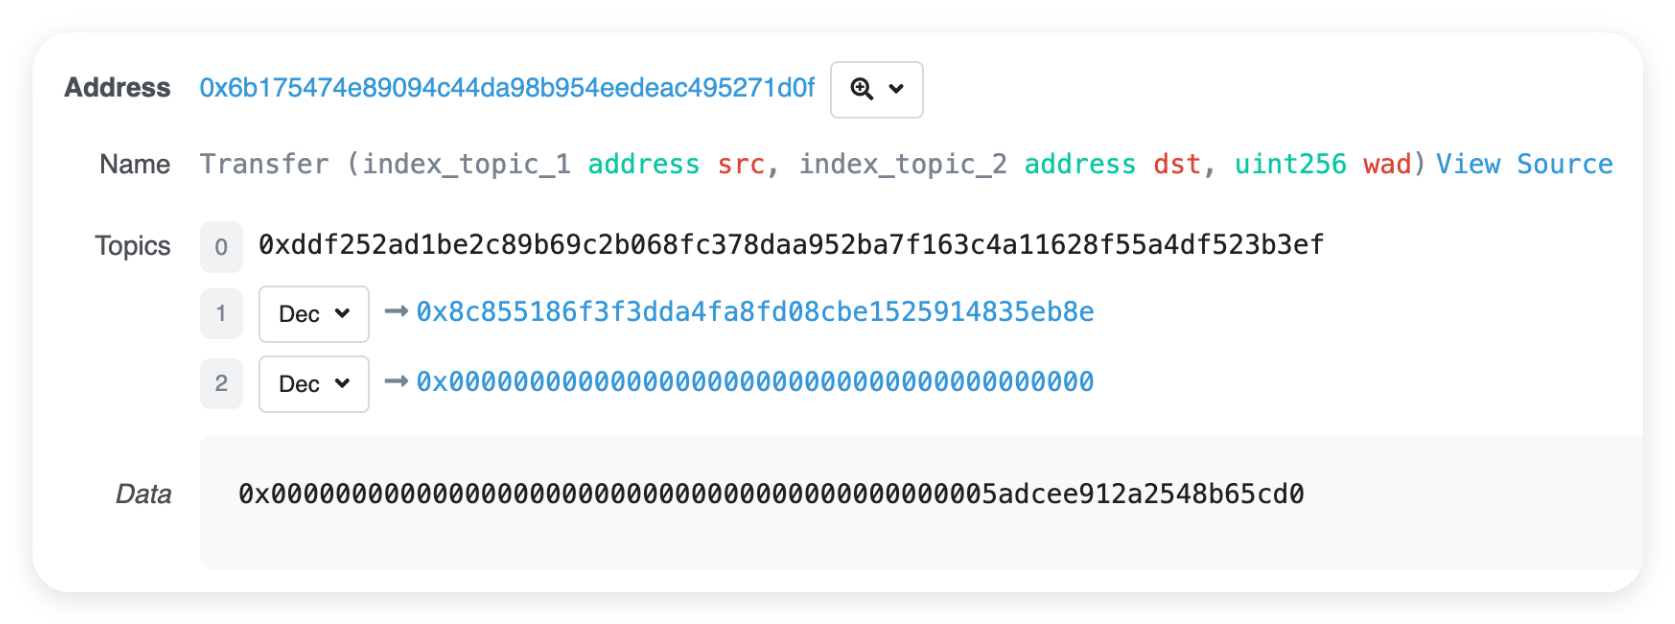 Address 0x6b175474e89094c44da98b954eedeac495271d0f
Name Transfer (index_topic_1 address src, index_topic_2 address dst, uint256 wad) View Source
Topics 0 0xddf252ad1be2c89b69c2b068fc378daa952ba7f163c4a11628f55a4df523b3ef
1 Dec → 0x8c855186f3f3dda4fa8fd08cbe1525914835eb8e
2 Dec → 0x0000000000000000000000000000000000000000
Data 0x000000000000000000000000000000000000000000005adcee912a2548b65cd0